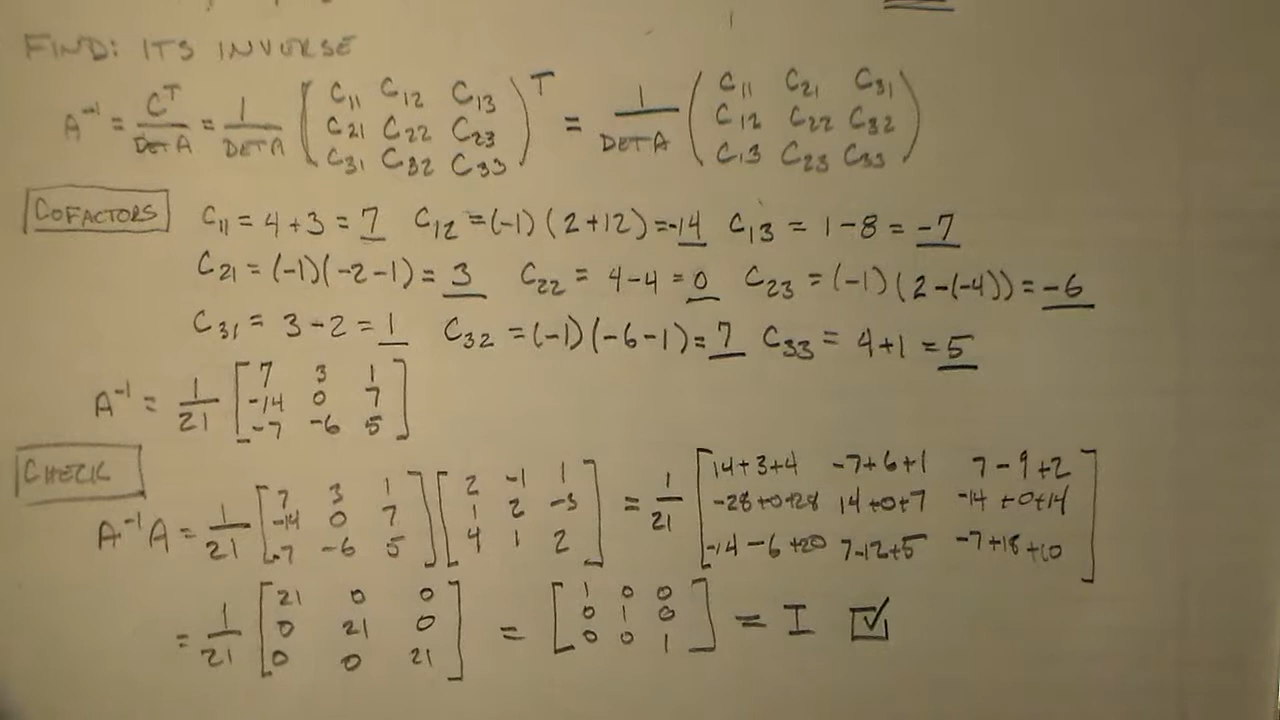 FIND: ITS INVERSE
A⁻¹ = Cᵀ/DET A = 1/DET A (C₁₁ C₁₂ C₁₃)ᵀ = 1/DET A (C₁₁ C₂₁ C₃₁)
C₂₁ C₂₂ C₂₃ C₁₂ C₂₂ C₃₂
C₃₁ C₃₂ C₃₃ C₁₃ C₂₃ C₃₃
COFACTORS C₁₁ = 4+3 = 7 C₁₂ = (-1)(2+12) = -14 C₁₃ = 1-8 = -7
C₂₁ = (-1)(-2-1) = 3 C₂₂ = 4-4 = 0 C₂₃ = (-1)(2-(-4)) = -6
C₃₁ = 3-2 = 1 C₃₂ = (-1)(-6-1) = 7 C₃₃ = 4+1 = 5
A⁻¹ = 1/21 [7 3 1
-14 0 7
-7 -6 5]
CHECK
A⁻¹A = 1/21 [7 3 1] [2 -1 1] = 1/21 [14+3+4 -7+6+1 7-9+2]
-14 0 7 1 2 -3 -28+0+28 14+0+7 -14+0+14
-7 -6 5 4 1 2 -14-6+20 7-12+5 -7+18+10
= 1/21 [21 0 0] = [1 0 0] = I ☑
0 21 0 0 1 0
0 0 21 0 0 1